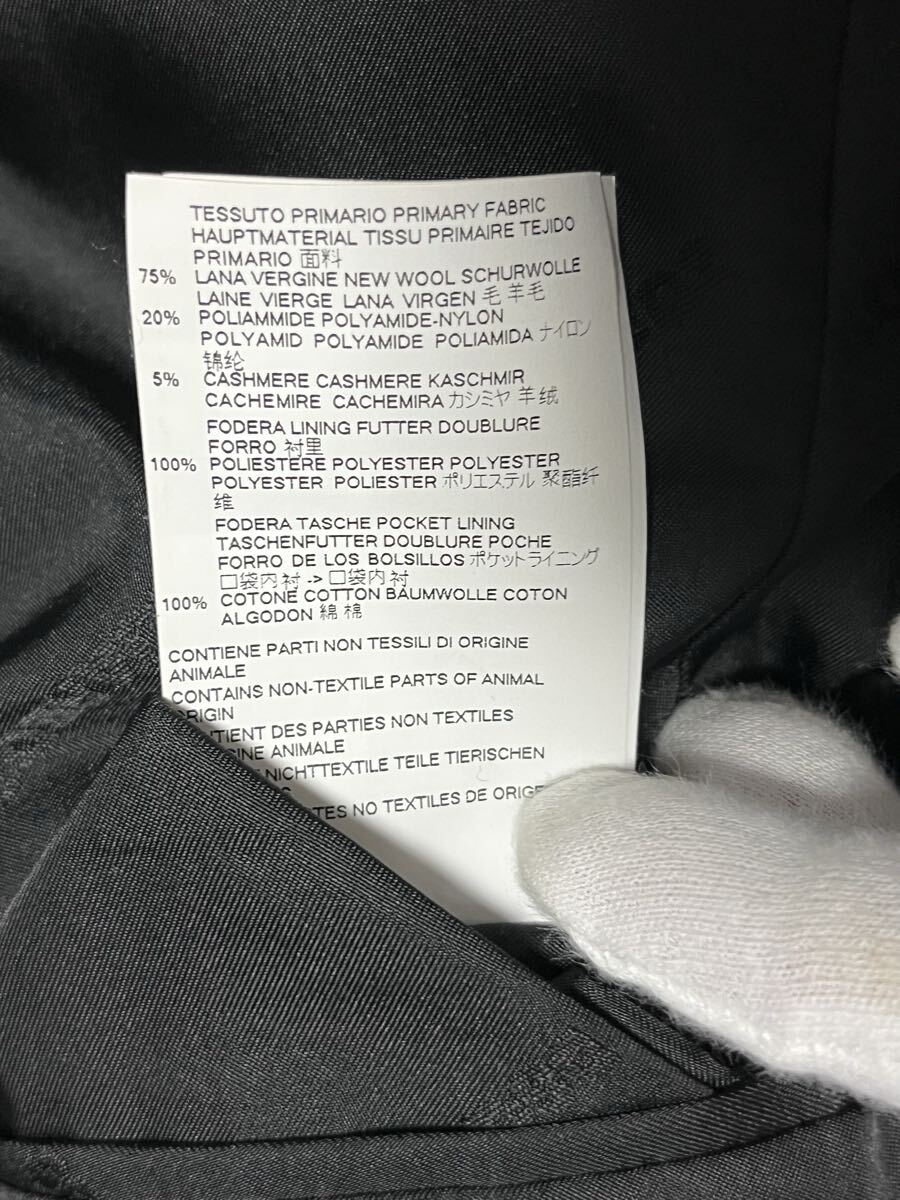 TESSUTO PRIMARIO PRIMARY FABRIC
HAUPTMATERIAL TISSU PRIMAIRE TEJIDO
PRIMARIO 面料
75% LANA VERGINE NEW WOOL SCHURWOLLE
LAINE VIERGE LANA VIRGEN 毛 羊毛
20% POLIAMMIDE POLYAMIDE-NYLON
POLYAMID POLYAMIDE POLIAMIDA ナイロン
锦纶
5% CASHMERE CASHMERE KASCHMIR
CACHEMIRE CACHEMIRA カシミヤ 羊绒
FODERA LINING FUTTER DOUBLURE
FORRO 衬里
100% POLIESTERE POLYESTER POLYESTER
POLYESTER POLIESTER ポリエステル 聚酯纤
维
FODERA TASCHE POCKET LINING
TASCHENFUTTER DOUBLURE POCHE
FORRO DE LOS BOLSILLOS ポケットライニング
口袋内衬 -> 口袋内衬
100% COTONE COTTON BAUMWOLLE COTON
ALGODON 綿 棉
CONTIENE PARTI NON TESSILI DI ORIGINE
ANIMALE
CONTAINS NON-TEXTILE PARTS OF ANIMAL
ORIGIN
DES PARTIES NON TEXTILES
ANIMALE
NICHTTEXTILE TEILE TIERISCHEN
NO TEXTILES DE